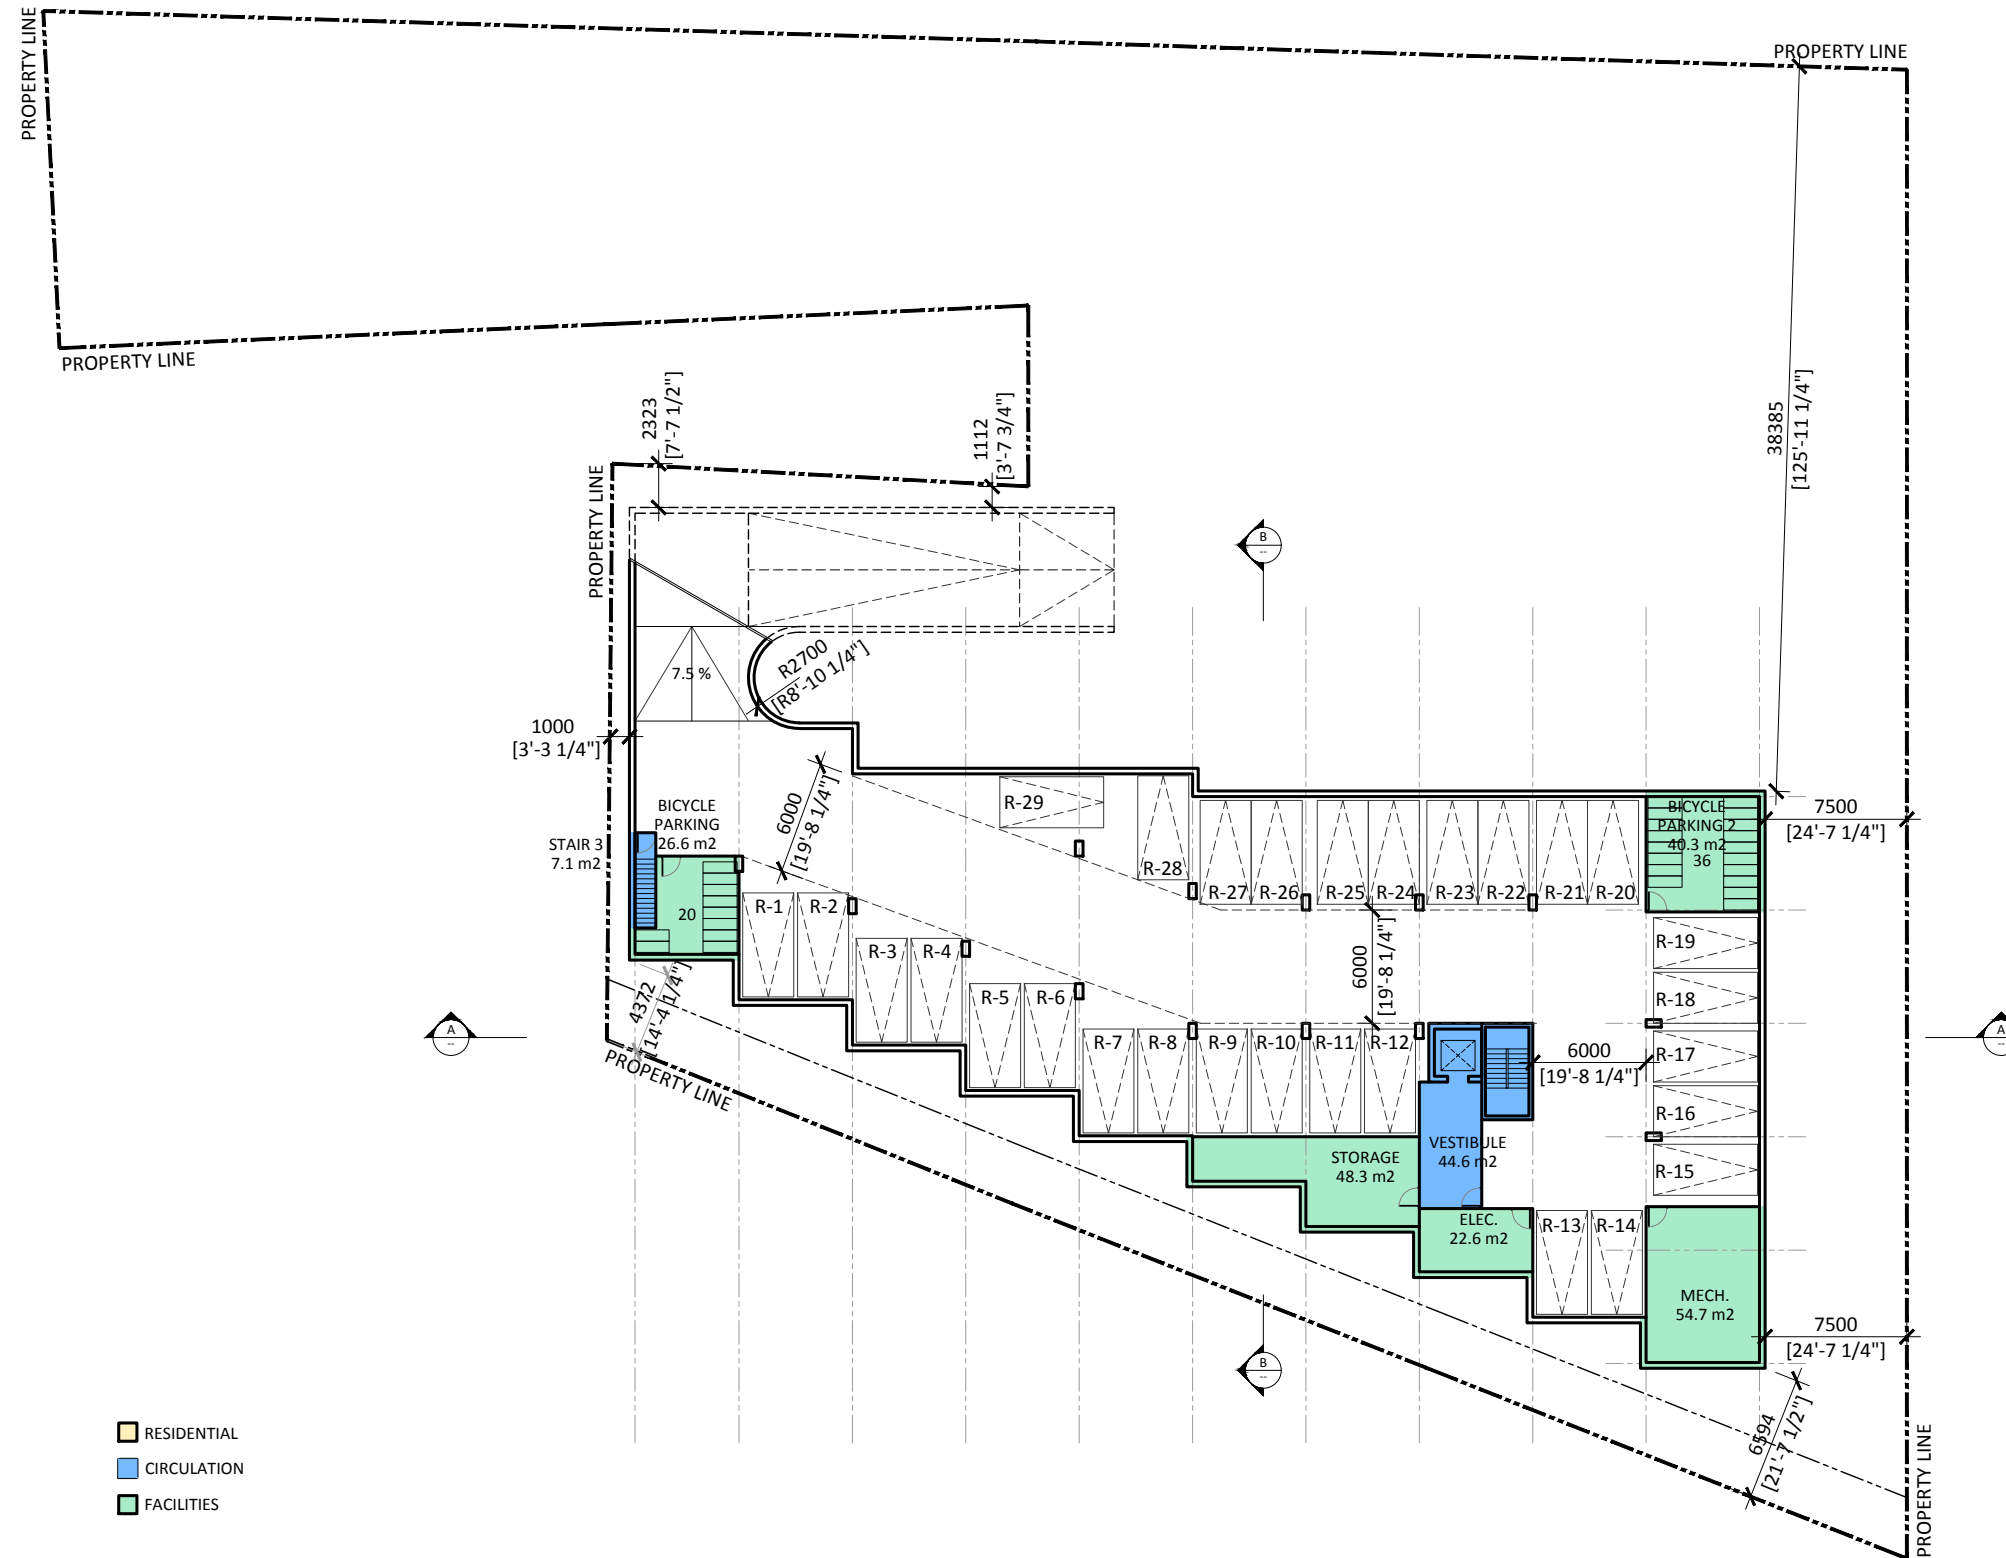 PROPERTY LINE
PROPERTY LINE
PROPERTY LINE
2323
[7'-7 1/2"]
1112
[3'-7 3/4"]
38385
[125'-11 1/4"]
PROPERTY LINE
B
--
7.5 %
R2700
[R8'-10 1/4"]
1000
[3'-3 1/4"]
6000
[19'-8 1/4"]
BICYCLE
PARKING
26.6 m2
20
STAIR 3
7.1 m2
R-29
R-28
R-27
R-26
R-25
R-24
R-23
R-22
R-21
R-20
BICYCLE
PARKING 2
40.3 m2
36
7500
[24'-7 1/4"]
R-1
R-2
R-3
R-4
R-5
R-6
R-7
R-8
R-9
R-10
R-11
R-12
6000
[19'-8 1/4"]
R-19
R-18
R-17
R-16
R-15
6000
[19'-8 1/4"]
4372
[14'-4 1/4"]
PROPERTY LINE
A
--
A
--
STORAGE
48.3 m2
VESTIBULE
44.6 m2
ELEC.
22.6 m2
R-13
R-14
MECH.
54.7 m2
7500
[24'-7 1/4"]
B
--
6594
[21'-7 1/2"]
PROPERTY LINE
RESIDENTIAL
CIRCULATION
FACILITIES